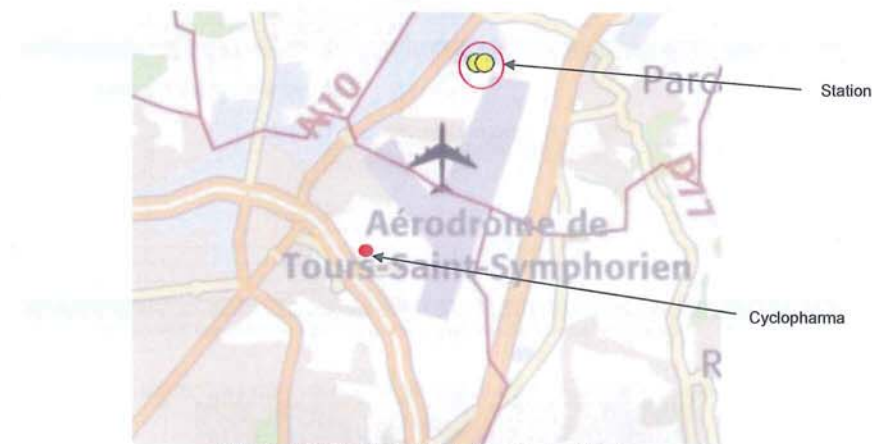 Parc
Station
A10
D77
Aérodrome de
Tours-Saint-Symphorien
Cyclopharma
R